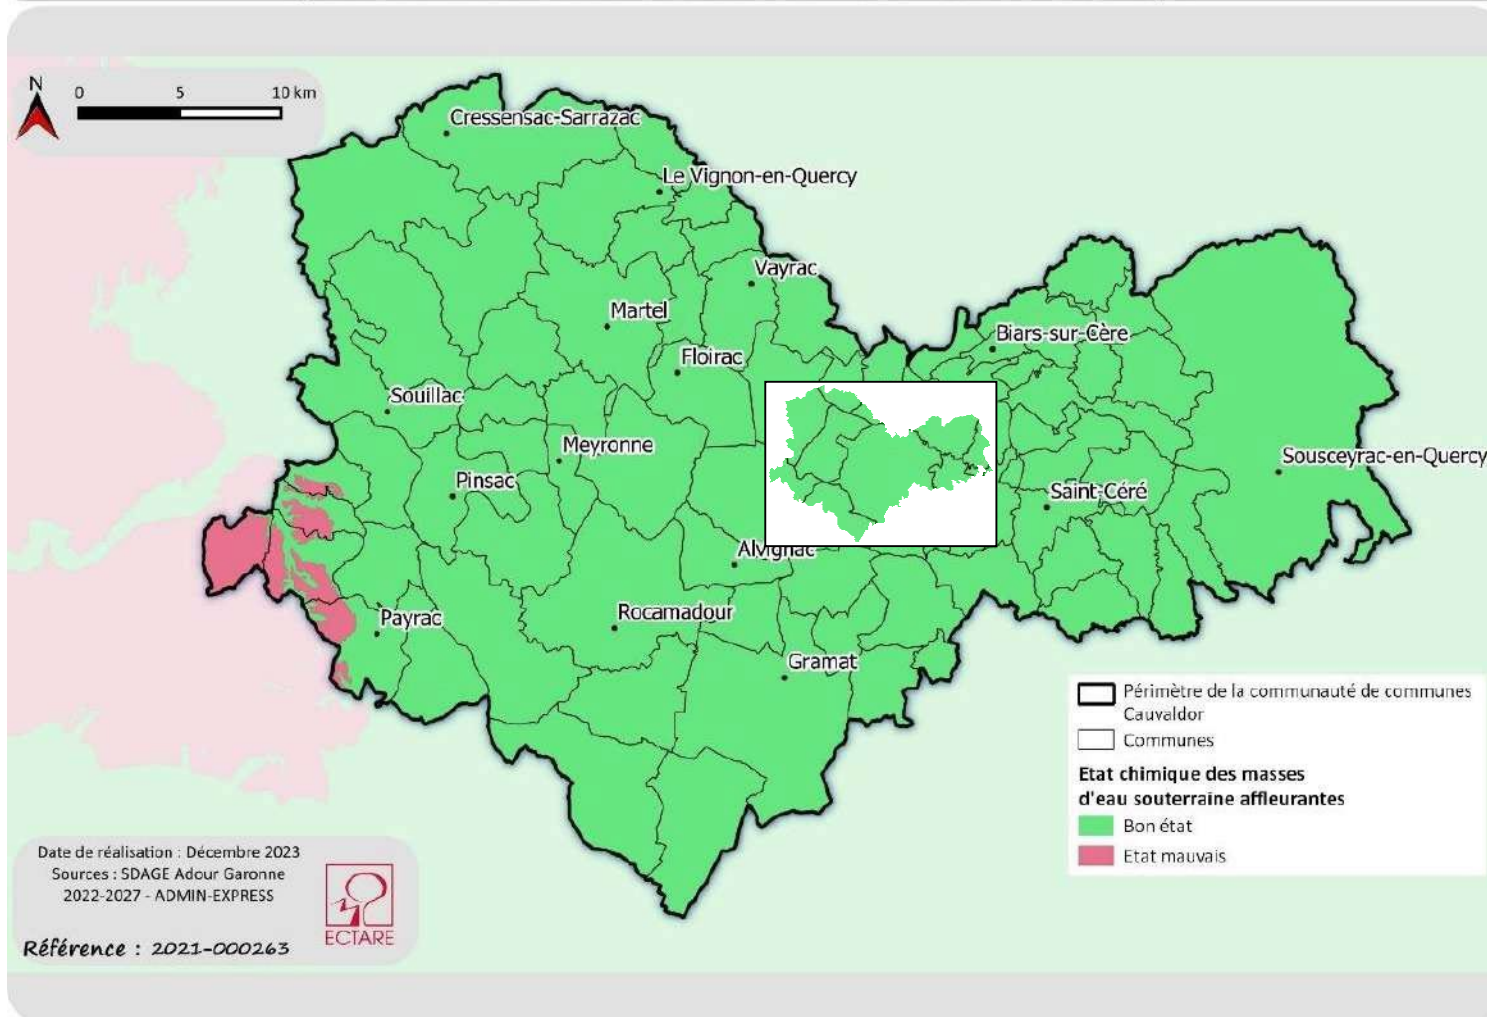 N
0 5 10 km
Cressensac-Sarrazac
Le Vignon-en-Quercy
Vayrac
Martel
Biars-sur-Cère
Floirac
Souillac
Meyronne
Sousceyrac-en-Quercy
Pinsac
Saint-Céré
Alvignac
Rocamadour
Payrac
Gramat
Périmètre de la communauté de communes
Cauvaldor
Communes
Etat chimique des masses
d'eau souterraine affleurantes
Bon état
Etat mauvais
Date de réalisation : Décembre 2023
Sources : SDAGE Adour Garonne
2022-2027 - ADMIN-EXPRESS
ECTARE
Référence : 2021-000263